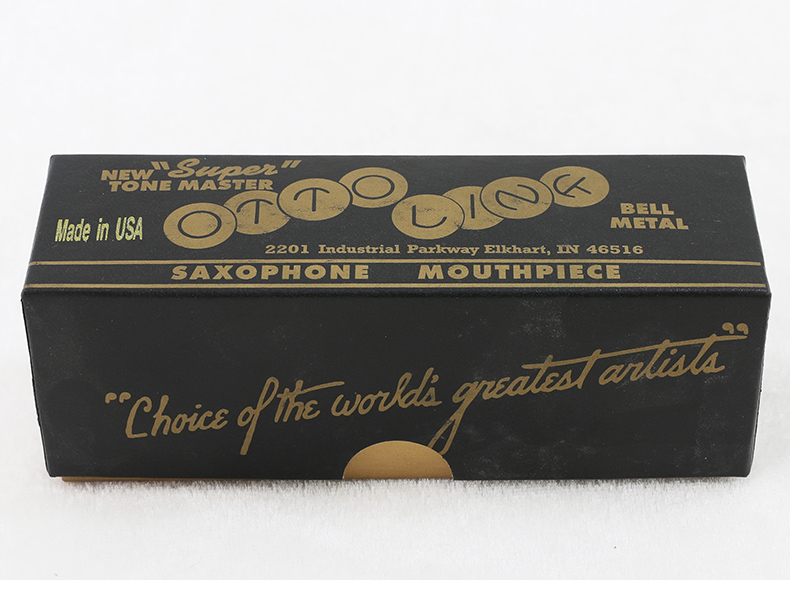 NEW "Super"
TONE MASTER
OTTO LINK
Made in USA
BELL
METAL
2201 Industrial Parkway Elkhart, IN 46516
SAXOPHONE MOUTHPIECE
"Choice of the world's greatest artists"